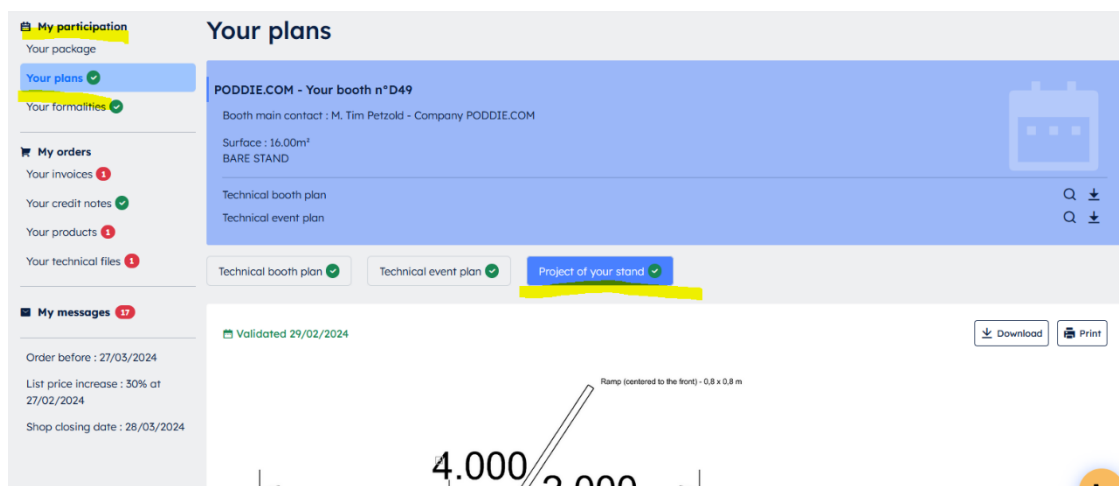 My participation
Your package
Your plans
Your formalities
My orders
Your invoices 1
Your credit notes
Your products 1
Your technical files 1
My messages 17
Order before : 27/03/2024
List price increase : 30% at
27/02/2024
Shop closing date : 28/03/2024
Your plans
PODDIE.COM - Your booth n°D49
Booth main contact : M. Tim Petzold - Company PODDIE.COM
Surface : 16.00m²
BARE STAND
Technical booth plan
Technical event plan
Technical booth plan
Technical event plan
Project of your stand
Validated 29/02/2024
Download
Print
Ramp (centered to the front) - 0,8 x 0,8 m
4.000